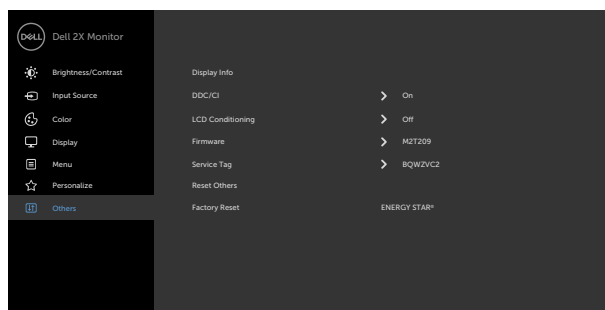 DELL Dell 2X Monitor
Brightness/Contrast Display Info
Input Source DDC/CI On
Color LCD Conditioning Off
Display Firmware M2T209
Menu Service Tag BQWZVC2
Personalize Reset Others
Others Factory Reset ENERGY STAR®